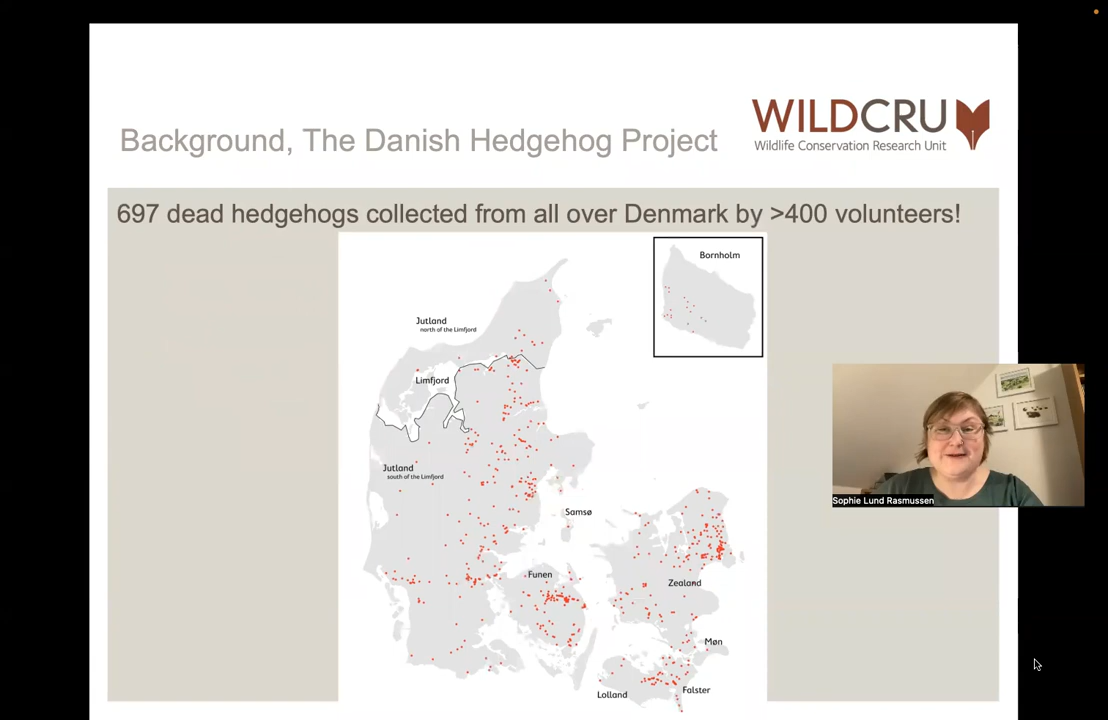 WILDCRU
Background, The Danish Hedgehog Project
Wildlife Conservation Research Unit
697 dead hedgehogs collected from all over Denmark by >400 volunteers!
Bornholm
Jutland
north of the Limfjord
Limfjord
Jutland
south of the Limfjord
Sophie Lund Rasmussen
Samsø
Funen
Zealand
Møn
Falster
Lolland